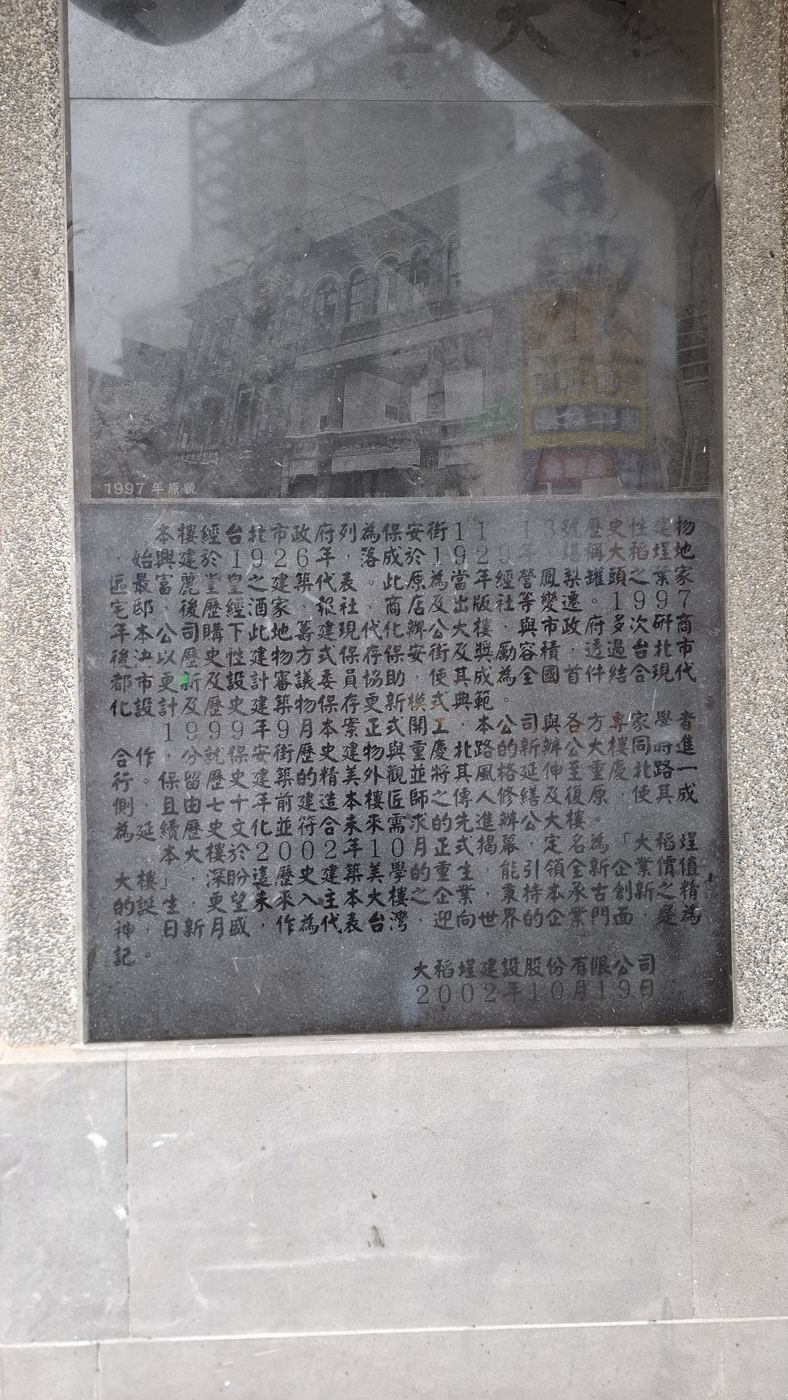 1997年原貌
本樓經台北市政府列為保安街11、13號歷史性建物
，始興於1926年，落成於1929年，堪稱大稻埕地
區最富麗堂皇之建築代表。此原為當年經營鳳梨罐頭葉家
宅邸，後歷經酒家、報社、商店及出版社等變遷。1997
年本公司購下此地籌建現代化辦公大樓，與市府多次研商
後決以歷史性建物方式保存保安街及獎勵容積，透過台北市
都市更新及設計審議委員協助，使其成為全國首件結合現代
化設計及歷史建築物保存更新模式典範。
1999年9月本案正式開工，本公司與各方專家學者
合作，分就保安街歷史建物與重慶北路新辦公大樓同時進
行，保留歷史建築的精美外觀並將其風格延伸至重慶北路一
側，且由七十年前建造本樓匠師之傳人修繕及復原，使其成
為延續歷史文化並符合未來需求的先進辦公大樓。
本大樓於2002年10月正式揭幕，定名為「大稻埕
大樓」，深盼這歷史建築美學的重生，能引領新企業價值
的誕生，更盼望未來入主本大樓之企業，秉持承古創新之精
神，日新月盛，作為代表台灣迎向世界的企業門面，是為
記。
大稻埕建設股份有限公司
2002年10月19日